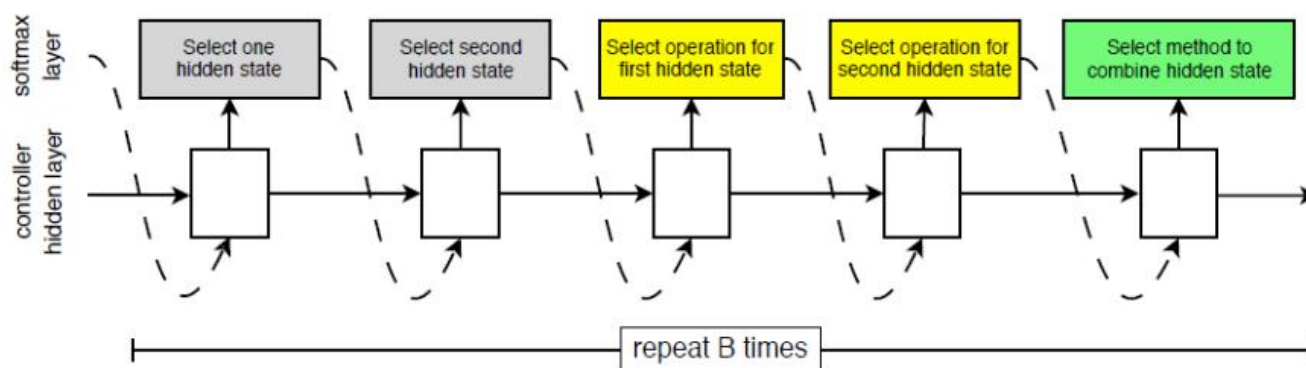 softmax
layer
Select one
hidden state
Select second
hidden state
Select operation for
first hidden state
Select operation for
second hidden state
Select method to
combine hidden state
controller
hidden layer
repeat B times